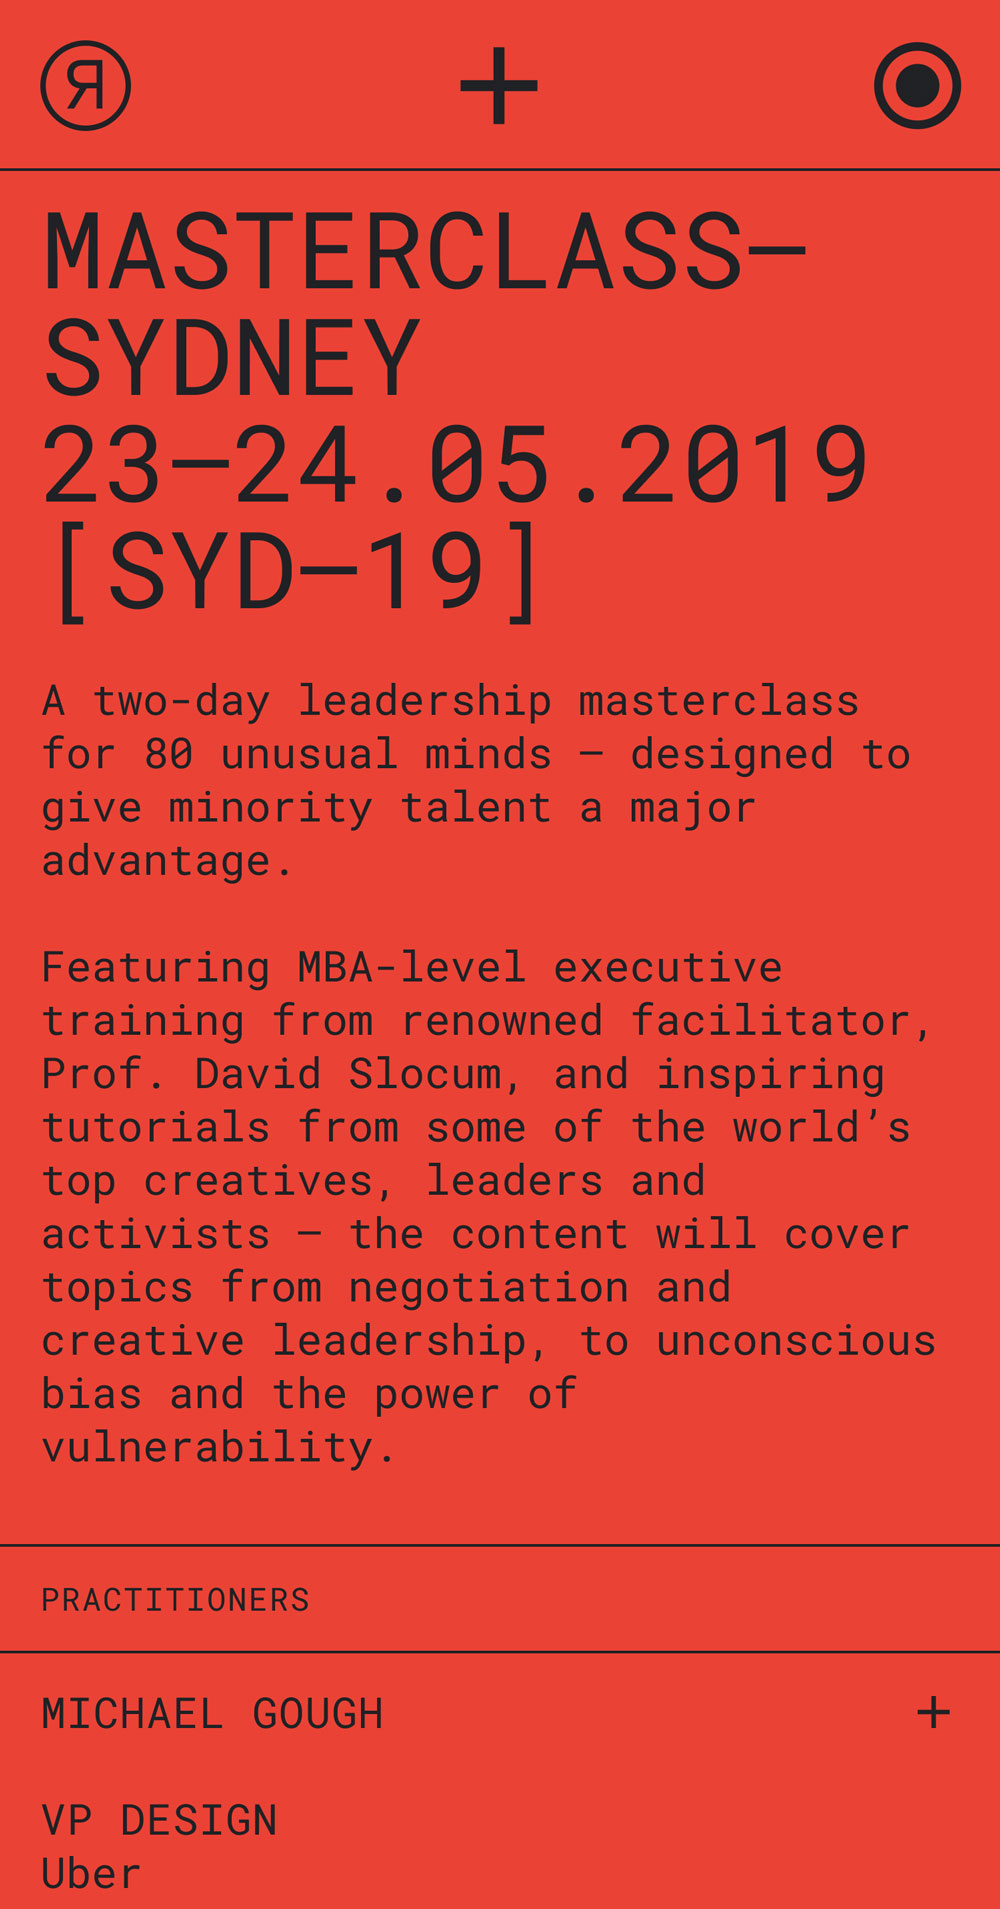 Я
MASTERCLASS—
SYDNEY
23—24.05.2019
[SYD—19]
A two-day leadership masterclass
for 80 unusual minds — designed to
give minority talent a major
advantage.
Featuring MBA-level executive
training from renowned facilitator,
Prof. David Slocum, and inspiring
tutorials from some of the world’s
top creatives, leaders and
activists — the content will cover
topics from negotiation and
creative leadership, to unconscious
bias and the power of
vulnerability.
PRACTITIONERS
MICHAEL GOUGH +
VP DESIGN
Uber